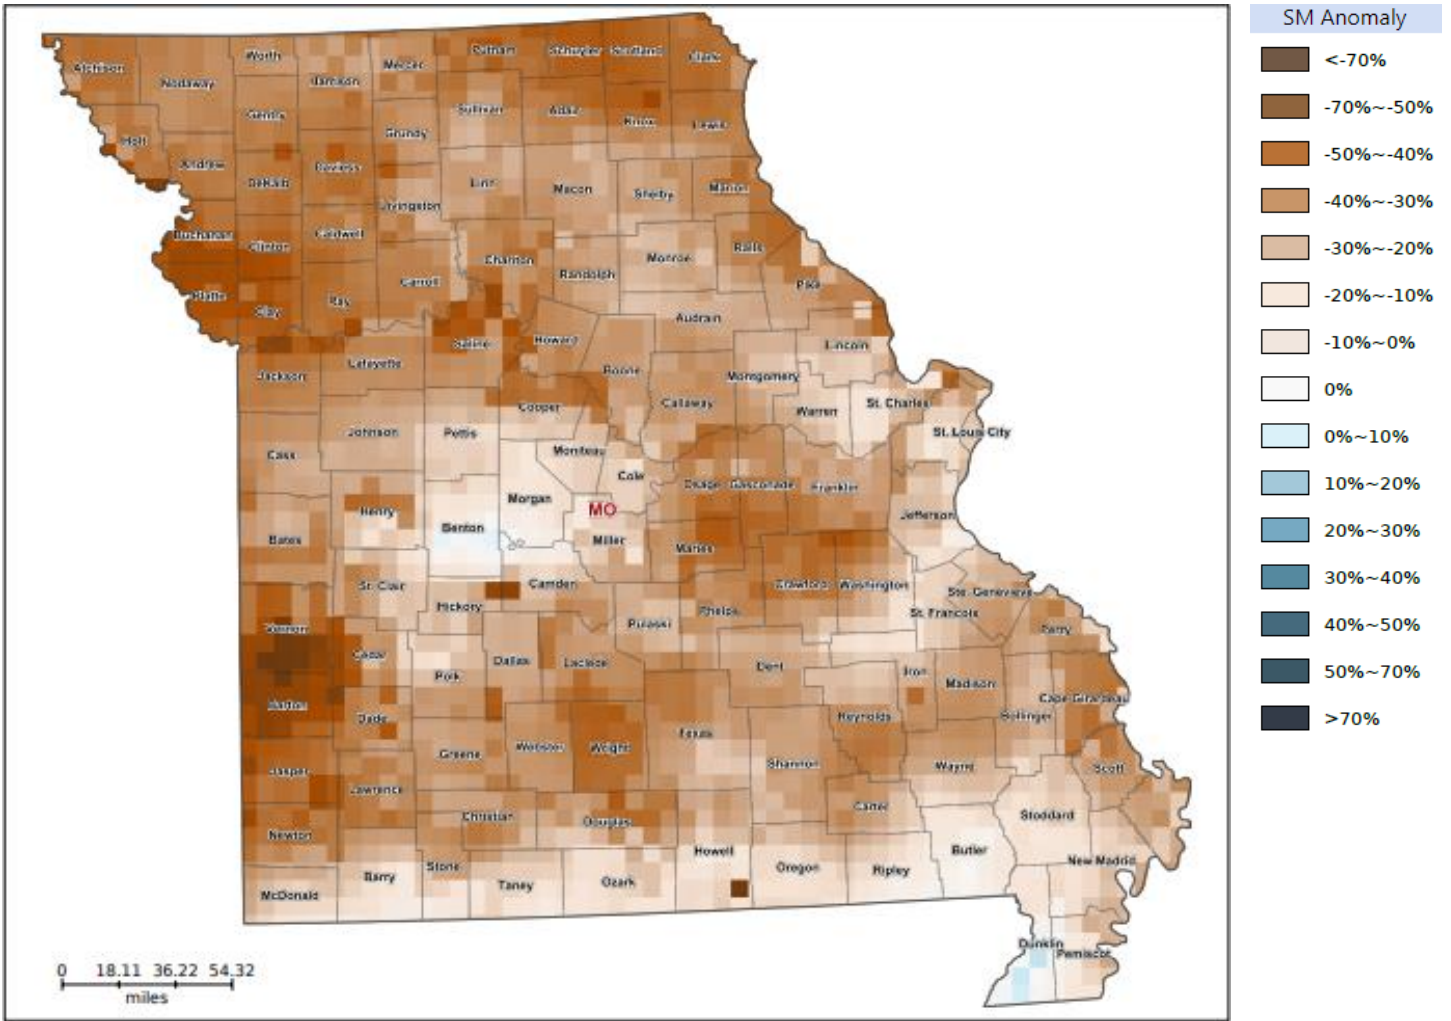 SM Anomaly
<-70%
-70%~-50%
-50%~-40%
-40%~-30%
-30%~-20%
-20%~-10%
-10%~0%
0%
0%~10%
10%~20%
20%~30%
30%~40%
40%~50%
50%~70%
>70%
Atchison
Nodaway
Worth
Harrison
Mercer
Putnam
Schuyler
Scotland
Clark
Holt
Gentry
Grundy
Sullivan
Adair
Knox
Lewis
Andrew
DeKalb
Daviess
Livingston
Linn
Macon
Shelby
Marion
Buchanan
Clinton
Caldwell
Carroll
Chariton
Randolph
Monroe
Ralls
Platte
Clay
Ray
Pike
Saline
Howard
Audrain
Lincoln
Jackson
Lafayette
Boone
Montgomery
Cooper
Callaway
Warren
St. Charles
Johnson
Pettis
St. Louis City
Cass
Moniteau
Cole
Osage
Gasconade
Franklin
Henry
Benton
Morgan
MO
Miller
Maries
Jefferson
Bates
St. Clair
Hickory
Camden
Pulaski
Phelps
Crawford
Washington
Ste. Genevieve
St. Francois
Perry
Vernon
Cedar
Polk
Dallas
Laclede
Dent
Iron
Madison
Cape Girardeau
Barton
Dade
Greene
Webster
Wright
Texas
Reynolds
Bollinger
Jasper
Lawrence
Shannon
Wayne
Scott
Newton
Christian
Douglas
Carter
Stoddard
McDonald
Barry
Stone
Taney
Ozark
Howell
Oregon
Ripley
Butler
New Madrid
Dunklin
Pemiscot
0 18.11 36.22 54.32
miles